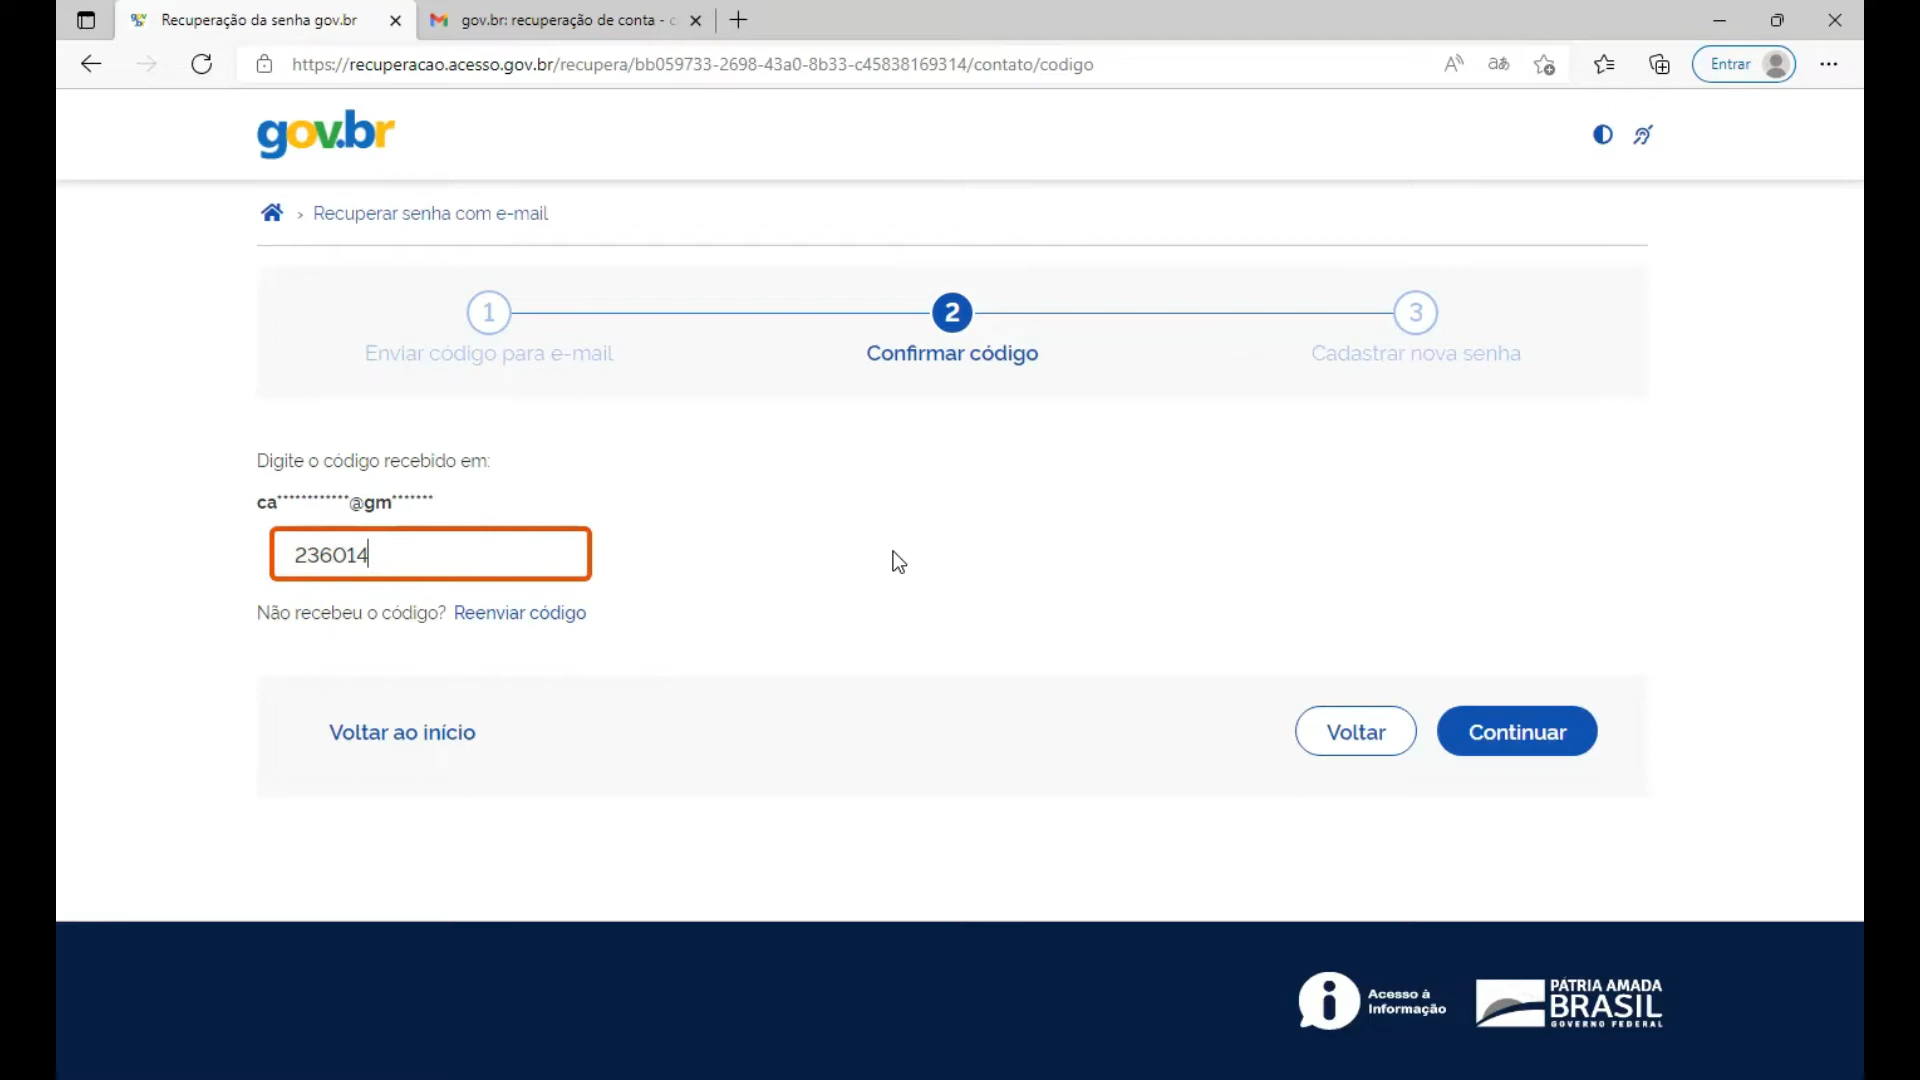 Recuperação da senha gov.br
gov.br: recuperação de conta - c
https://recuperacao.acesso.gov.br/recupera/bb059733-2698-43a0-8b33-c45838169314/contato/codigo
Entrar
gov.br
Recuperar senha com e-mail
1
2
3
Enviar código para e-mail
Confirmar código
Cadastrar nova senha
Digite o código recebido em:
ca************@gm*******
236014
Não recebeu o código? Reenviar código
Voltar ao início
Voltar
Continuar
Acesso à
Informação
PÁTRIA AMADA
BRASIL
GOVERNO FEDERAL